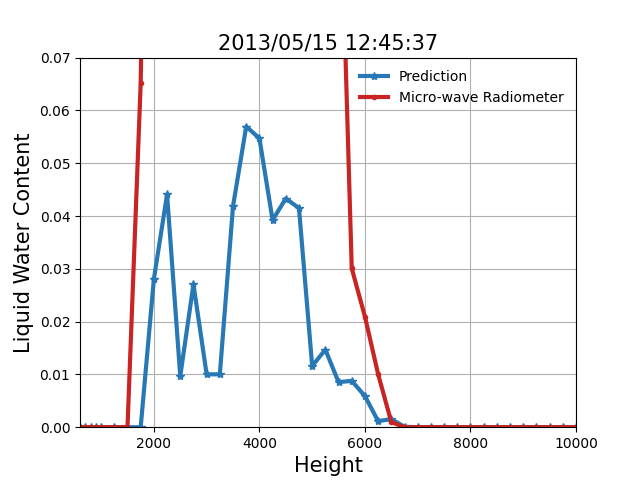 2013/05/15 12:45:37
Prediction
Micro-wave Radiometer
Liquid Water Content
0.07
0.06
0.05
0.04
0.03
0.02
0.01
0.00
2000 4000 6000 8000 10000
Height